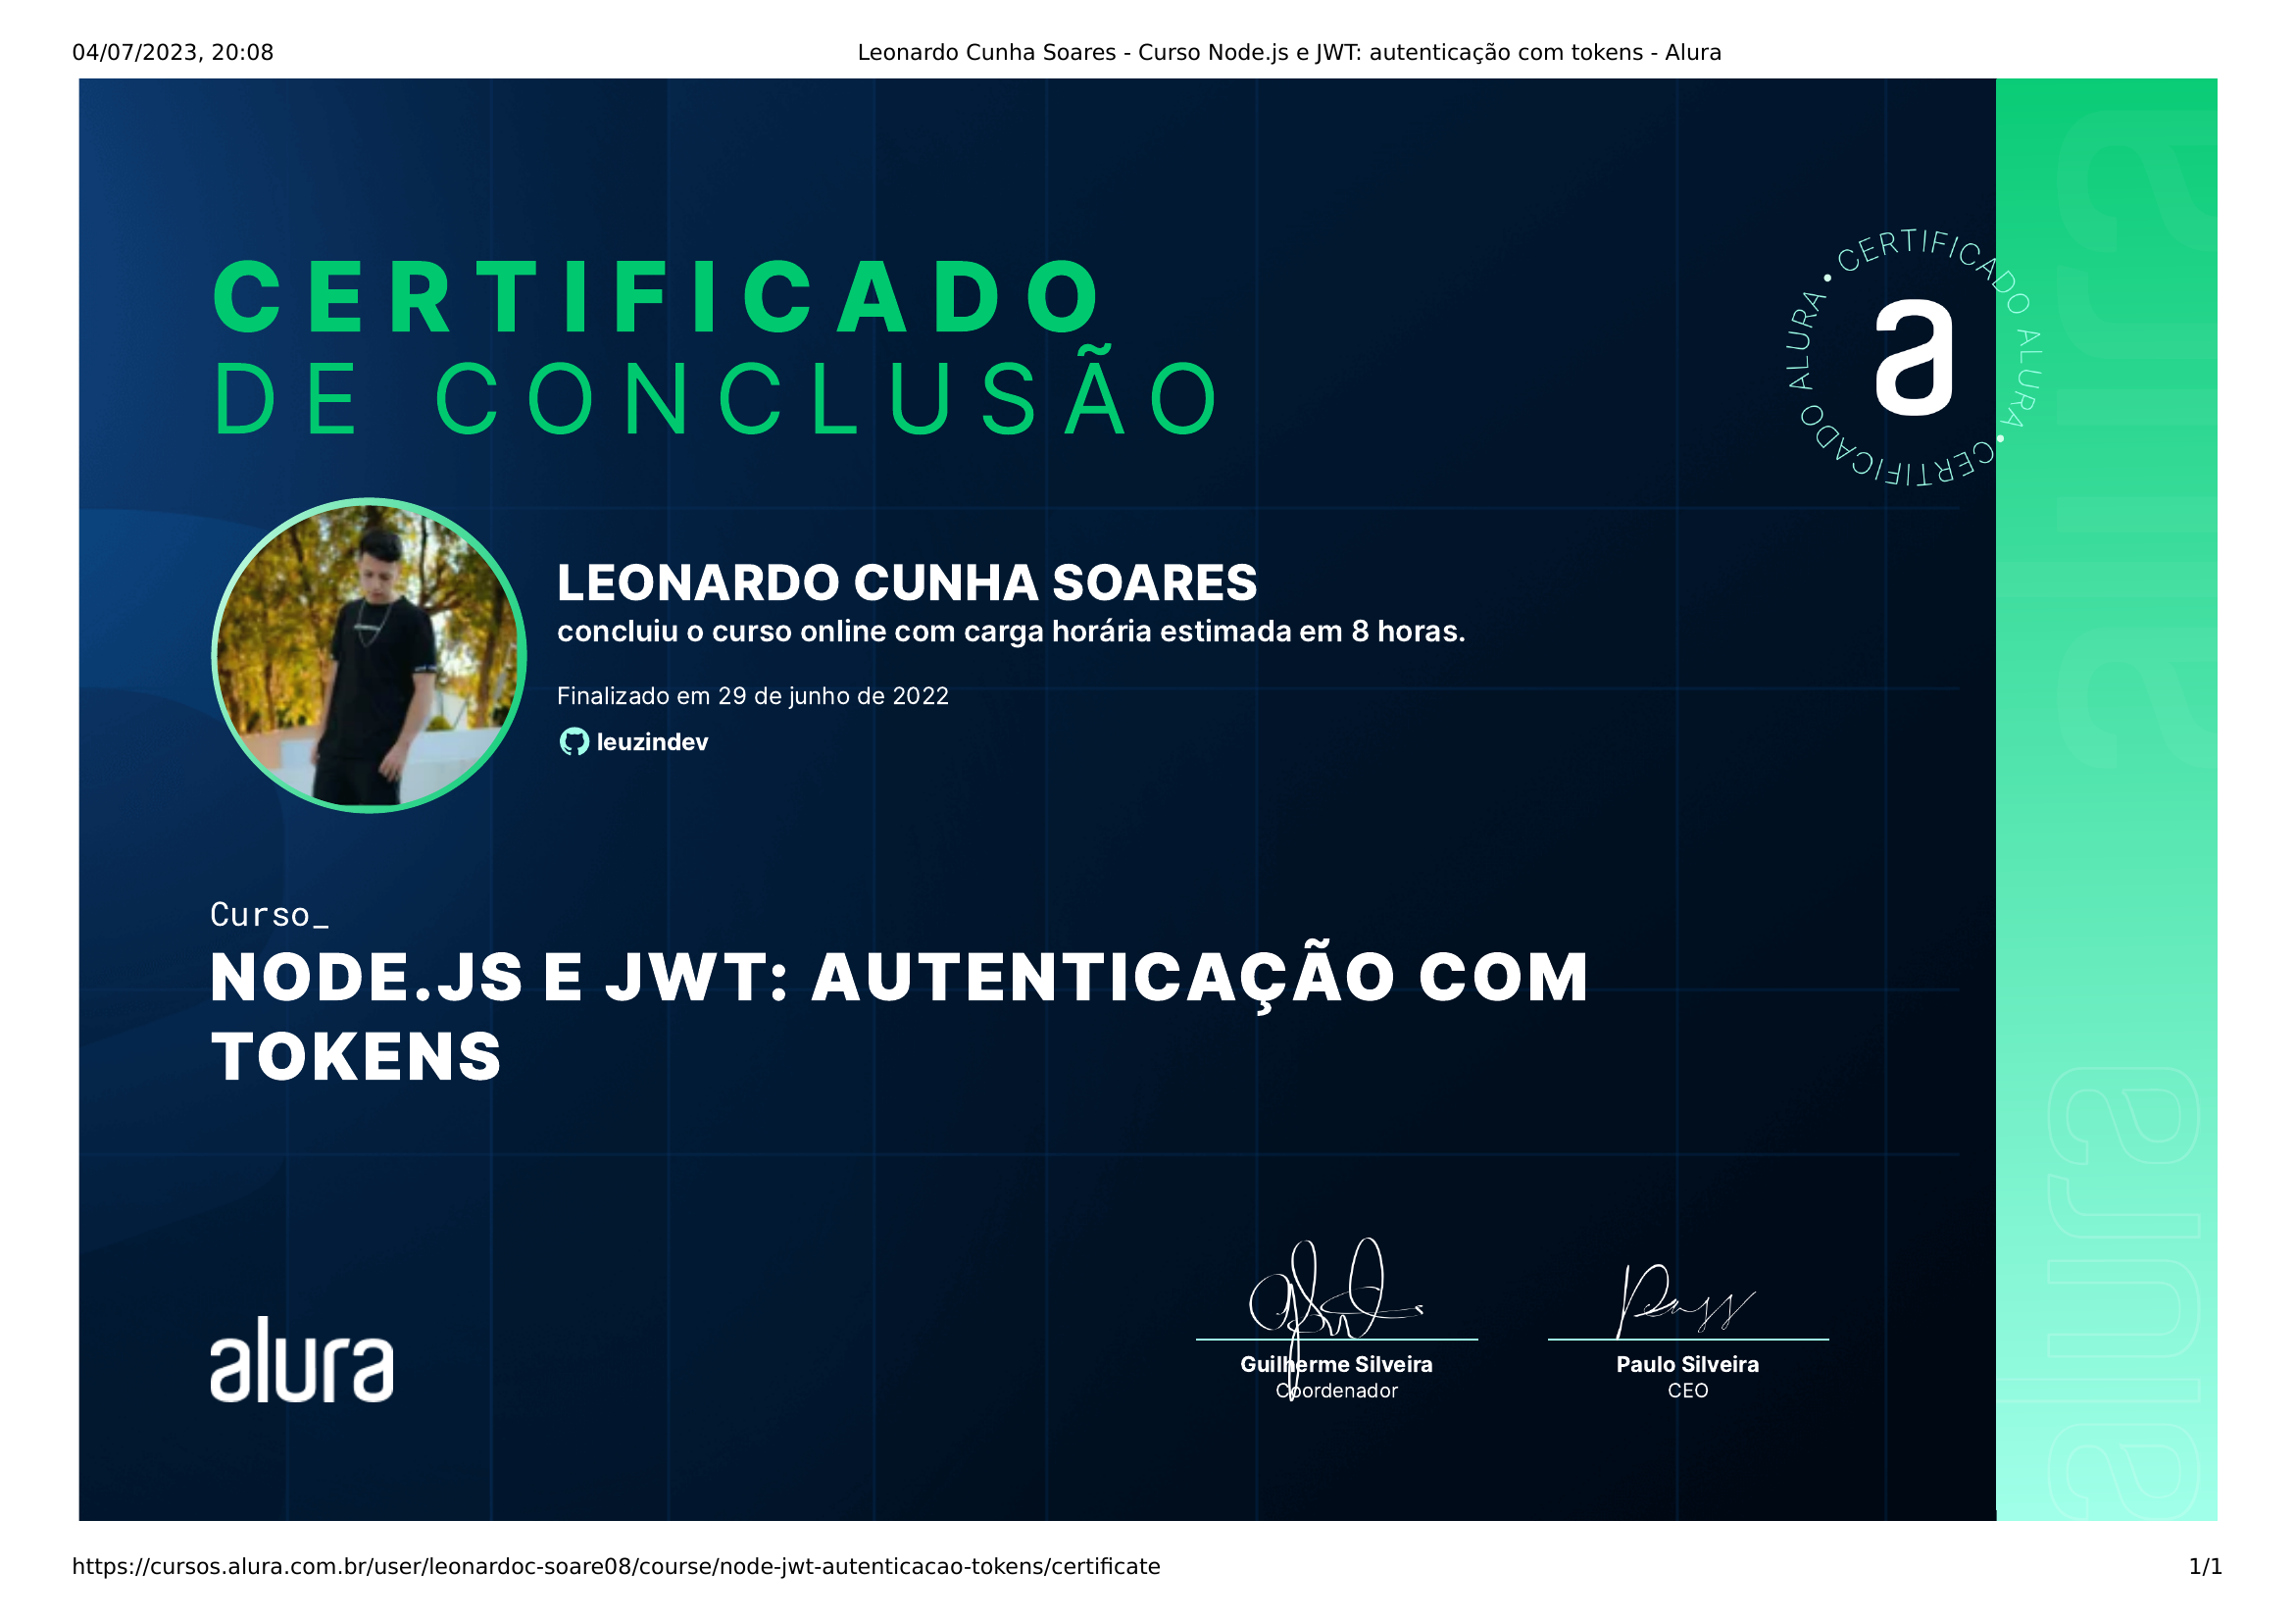 04/07/2023, 20:08
Leonardo Cunha Soares - Curso Node.js e JWT: autenticação com tokens - Alura
CERTIFICADO
DE CONCLUSÃO
CERTIFICADO ALURA • CERTIFICADO ALURA •
a
LEONARDO CUNHA SOARES
concluiu o curso online com carga horária estimada em 8 horas.
Finalizado em 29 de junho de 2022
leuzindev
Curso_
NODE.JS E JWT: AUTENTICAÇÃO COM
TOKENS
alura
Guilherme Silveira
Coordenador
Paulo Silveira
CEO
alura
alura
https://cursos.alura.com.br/user/leonardoc-soare08/course/node-jwt-autenticacao-tokens/certificate
1/1